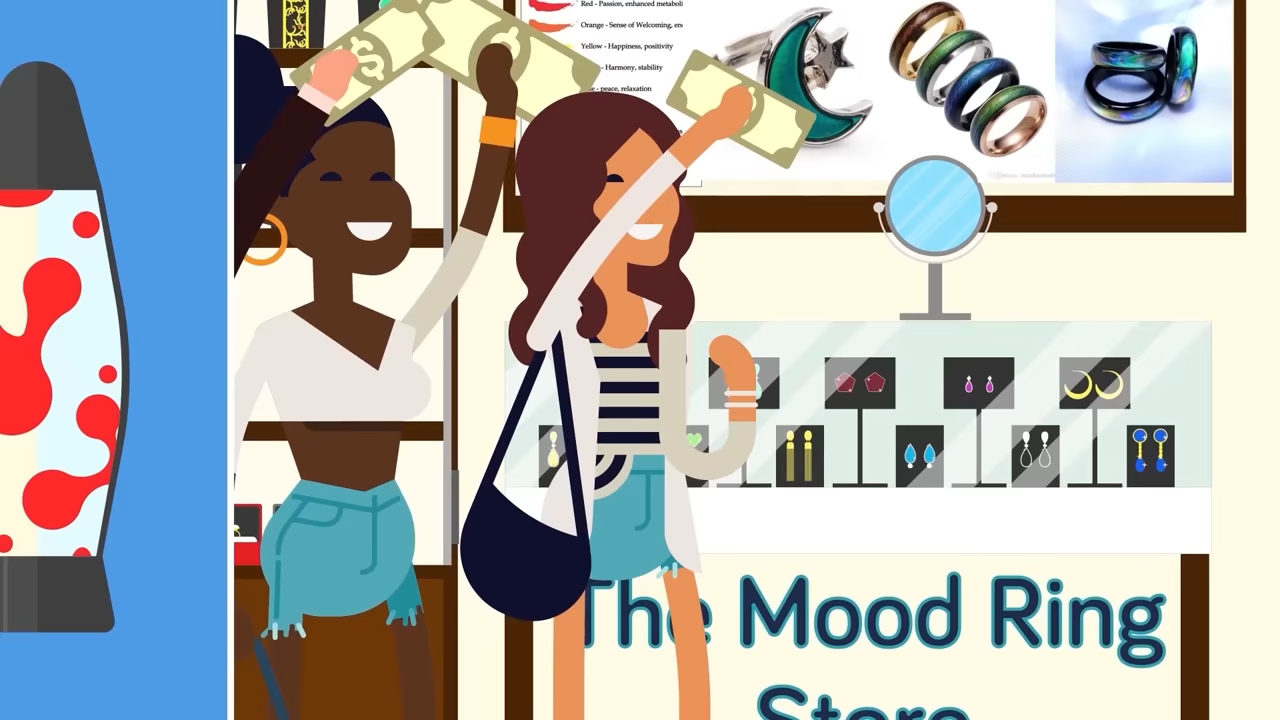 Red - Passion, enhanced metaboli
Orange - Sense of Welcoming, en
Yellow - Happiness, positivity
- Harmony, stability
- peace, relaxation
The Mood Ring
Store